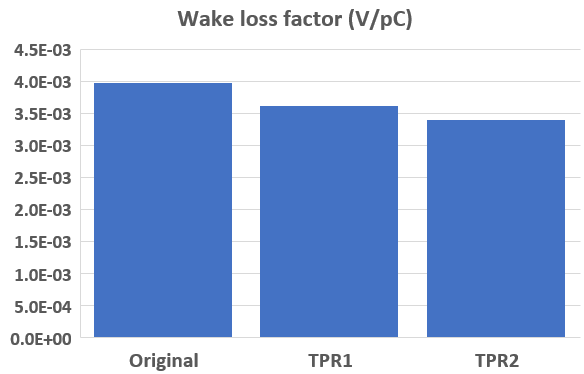 Wake loss factor (V/pC)
4.5E-03
4.0E-03
3.5E-03
3.0E-03
2.5E-03
2.0E-03
1.5E-03
1.0E-03
5.0E-04
0.0E+00
Original TPR1 TPR2